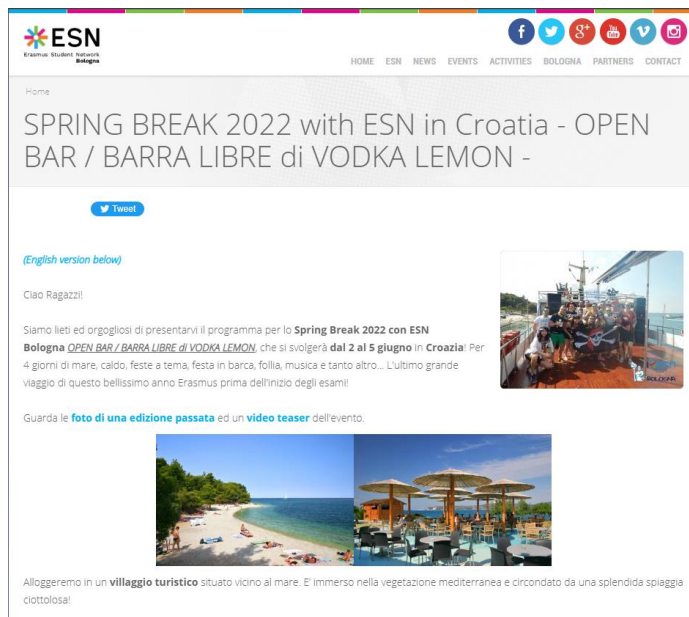 ESN
Erasmus Student Network
Bologna
HOME ESN NEWS EVENTS ACTIVITIES BOLOGNA PARTNERS CONTACT
Home
SPRING BREAK 2022 with ESN in Croatia - OPEN
BAR / BARRA LIBRE di VODKA LEMON -
Tweet
(English version below)
Ciao Ragazzi!
Siamo lieti ed orgogliosi di presentarvi il programma per lo Spring Break 2022 con ESN
Bologna OPEN BAR / BARRA LIBRE di VODKA LEMON, che si svolgerà dal 2 al 5 giugno in Croazia! Per
4 giorni di mare, caldo, feste a tema, festa in barca, follia, musica e tanto altro... L'ultimo grande
viaggio di questo bellissimo anno Erasmus prima dell'inizio degli esami!
BOLOGNA
Guarda le foto di una edizione passata ed un video teaser dell'evento.
Alloggeremo in un villaggio turistico situato vicino al mare. E' immerso nella vegetazione mediterranea e circondato da una splendida spiaggia
ciottolosa!